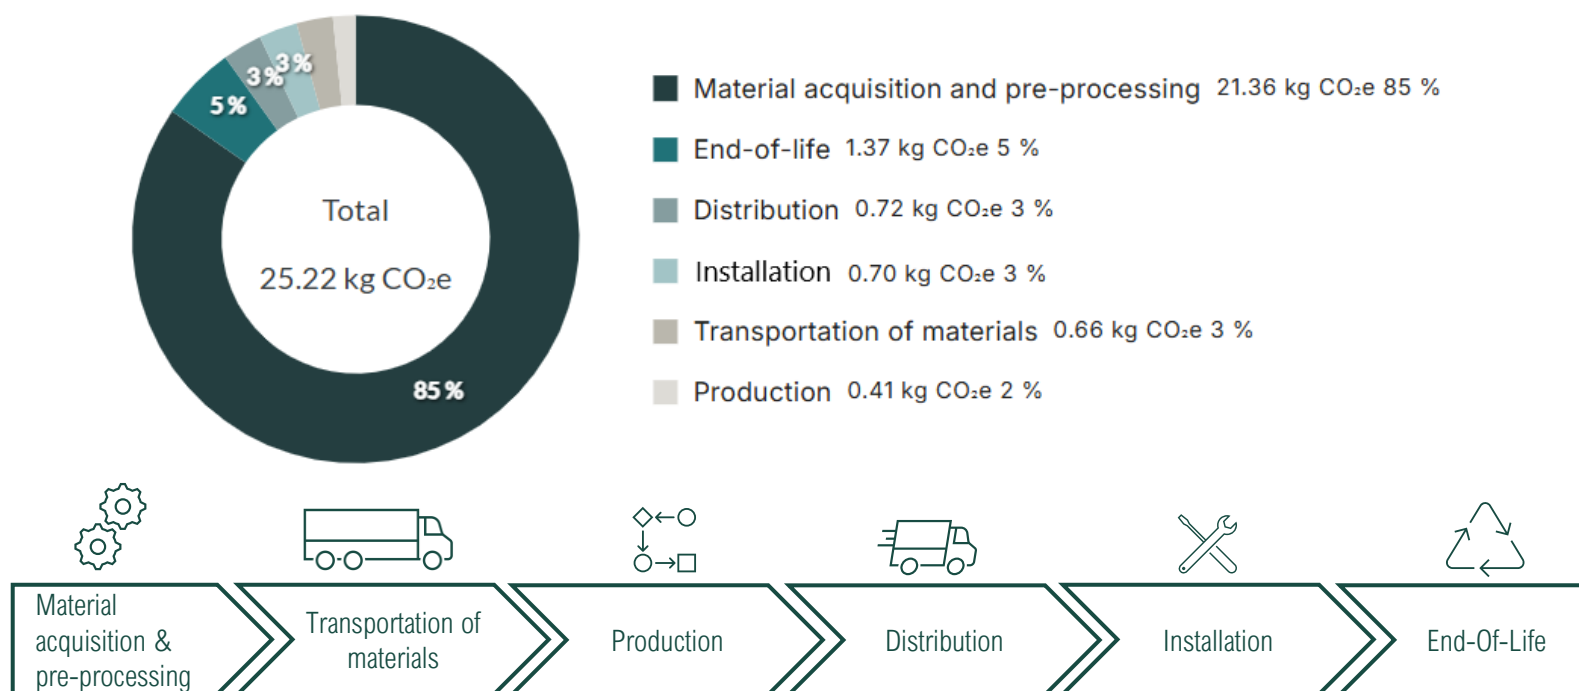 3%
3%
5%
Total
25.22 kg CO₂e
85%
Material acquisition and pre-processing 21.36 kg CO₂e 85 %
End-of-life 1.37 kg CO₂e 5 %
Distribution 0.72 kg CO₂e 3 %
Installation 0.70 kg CO₂e 3 %
Transportation of materials 0.66 kg CO₂e 3 %
Production 0.41 kg CO₂e 2 %
Material
acquisition &
pre-processing
Transportation of
materials
Production
Distribution
Installation
End-Of-Life